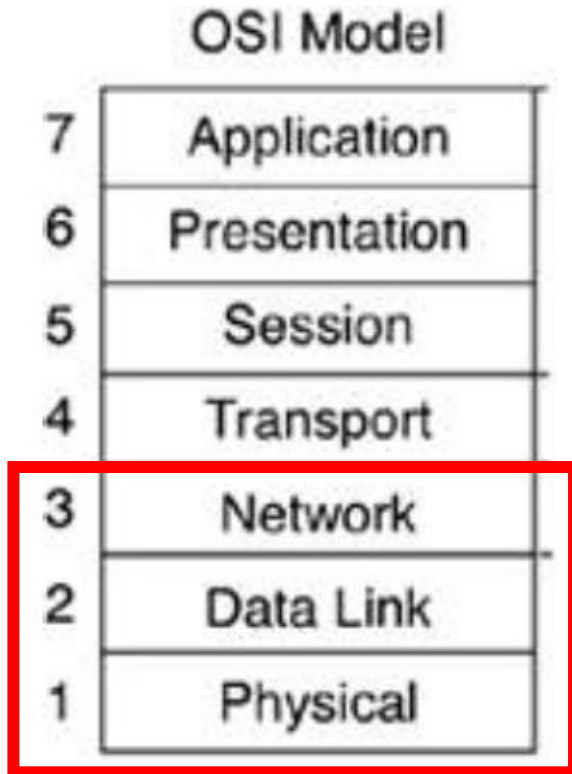 OSI Model
7 Application
6 Presentation
5 Session
4 Transport
3 Network
2 Data Link
1 Physical